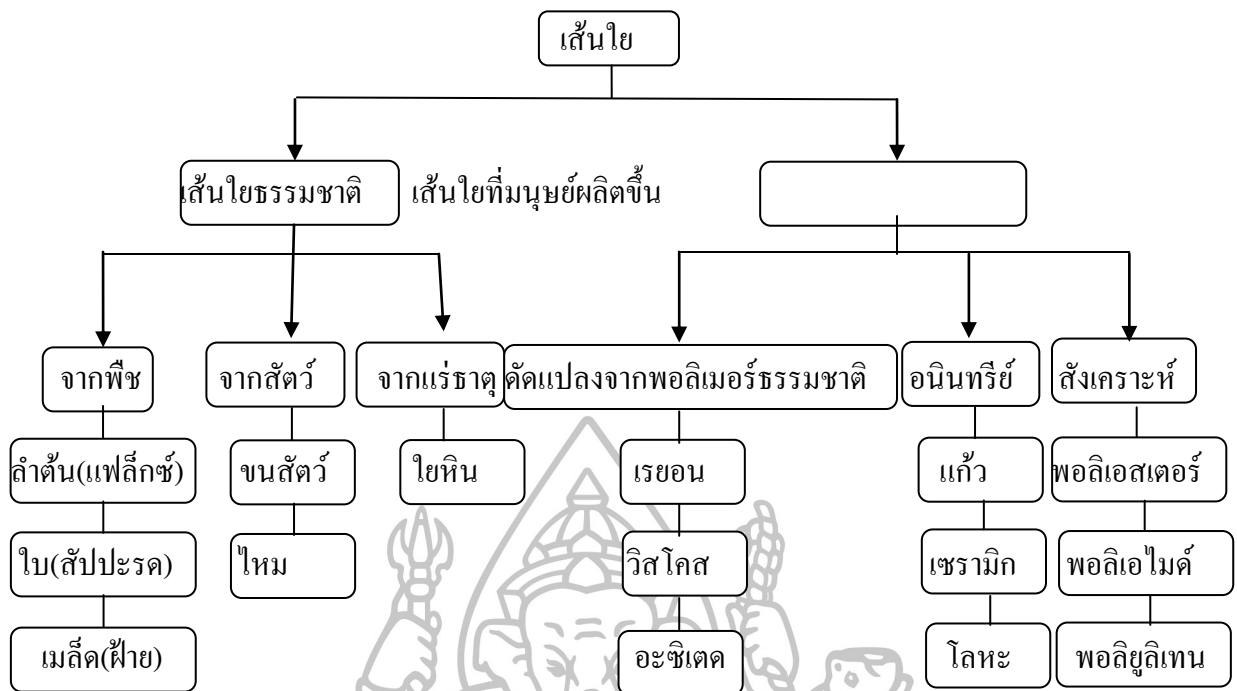 เส้นใย
เส้นใยธรรมชาติ เส้นใยที่มนุษย์ผลิตขึ้น
จากพืช จากสัตว์ จากแร่ธาตุ ดัดแปลงจากพอลิเมอร์ธรรมชาติ อนินทรีย์ สังเคราะห์
ลำต้น(แฟล็กซ์) ขนสัตว์ ใยหิน เรยอน แก้ว พอลิเอสเตอร์
ใบ(สัปปะรด) ไหม วิสโคส เซรามิก พอลิเอไมด์
เมล็ด(ฝ้าย) อะซิเตด โลหะ พอลิยูลิเทน